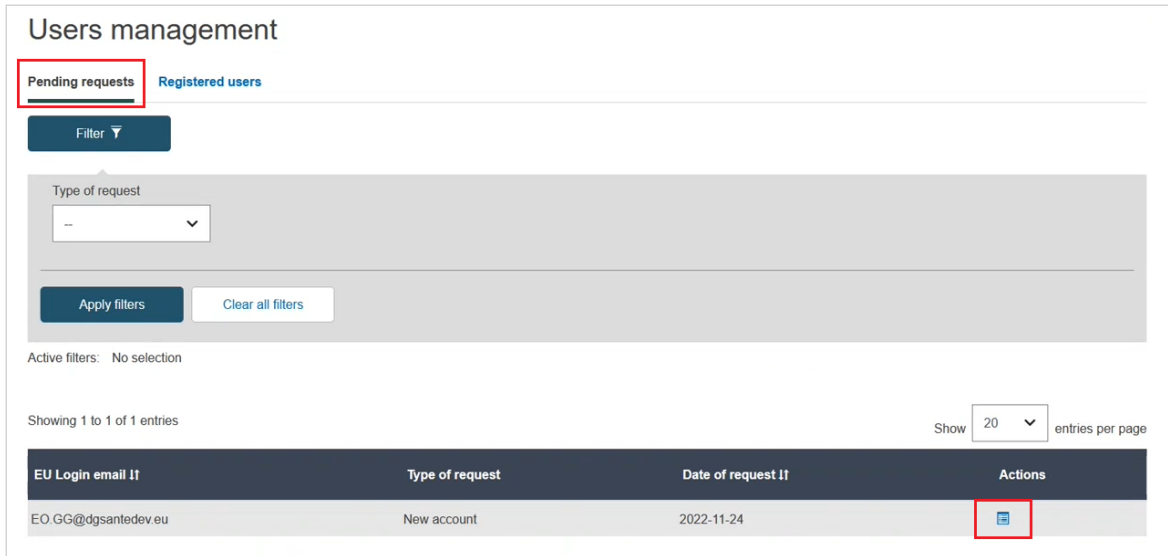 Users management
Pending requests Registered users
Filter
Type of request
--
Apply filters Clear all filters
Active filters: No selection
Showing 1 to 1 of 1 entries
Show 20 entries per page
EU Login email Type of request Date of request Actions
EO.GG@dgsantedev.eu New account 2022-11-24